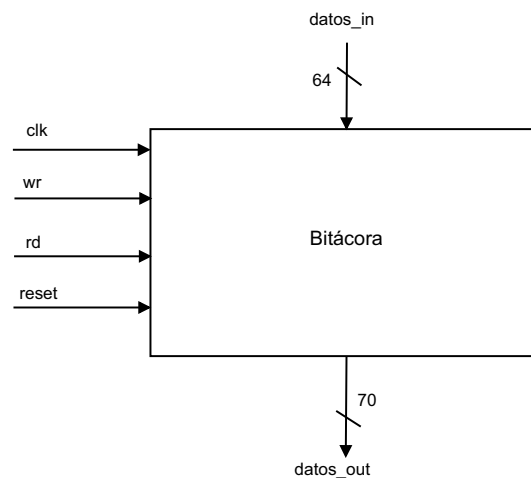 datos_in
64
clk
wr
rd
reset
Bitácora
70
datos_out